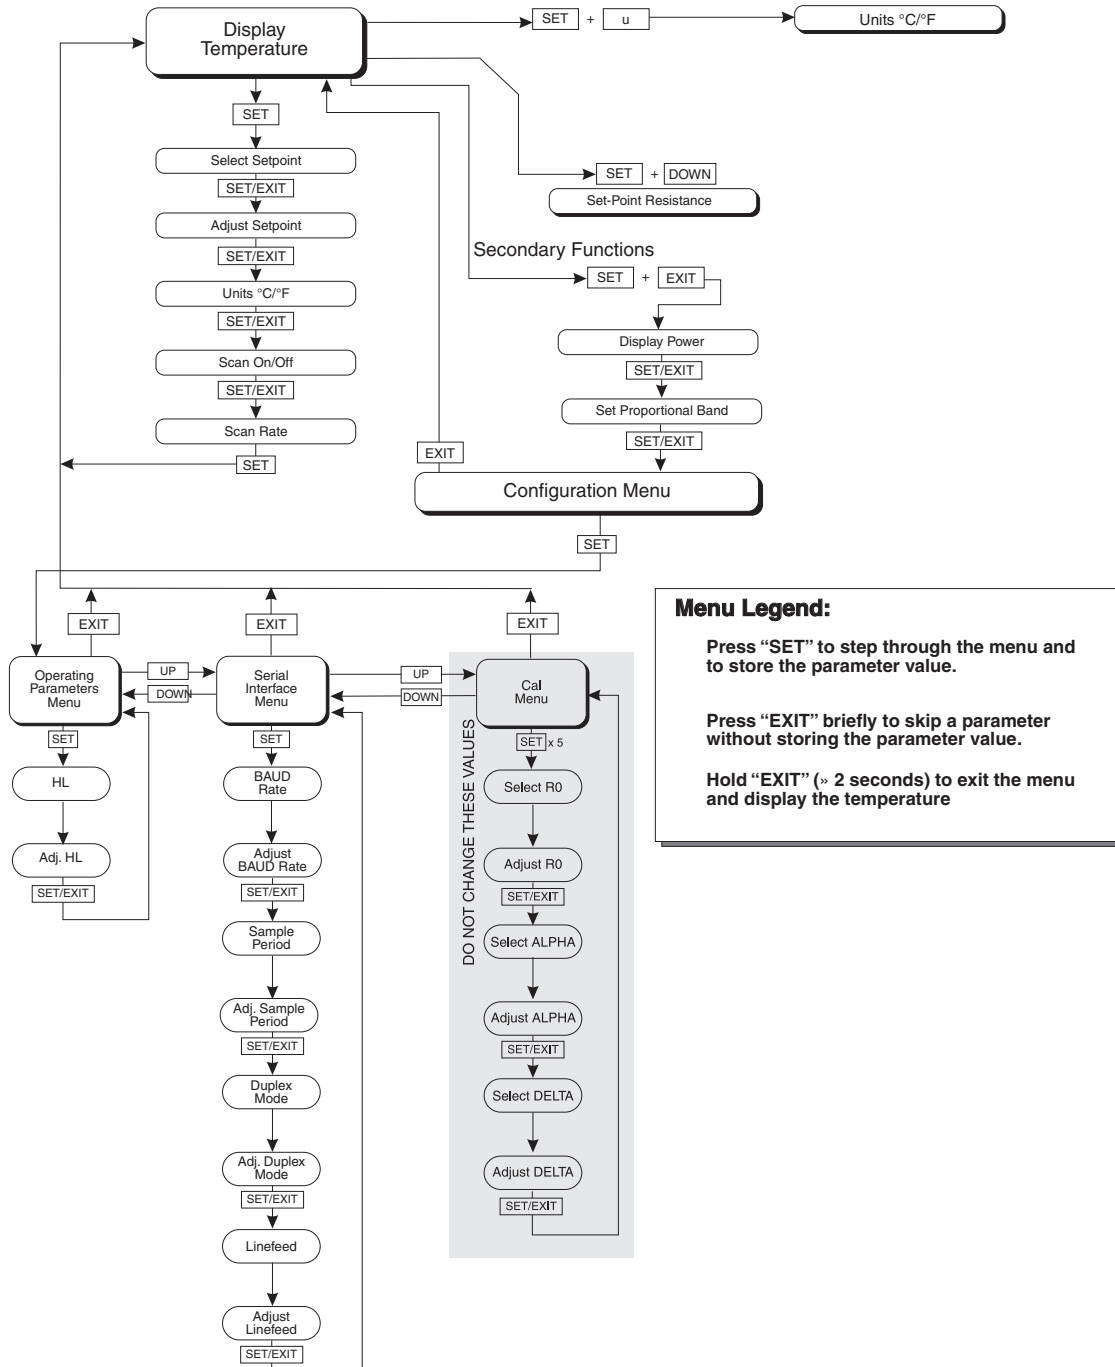 Display
Temperature
SET + u
Units °C/°F
SET
Select Setpoint
SET/EXIT
Adjust Setpoint
SET/EXIT
Units °C/°F
SET/EXIT
Scan On/Off
SET/EXIT
Scan Rate
SET
SET + DOWN
Set-Point Resistance
Secondary Functions
SET + EXIT
Display Power
SET/EXIT
Set Proportional Band
SET/EXIT
EXIT
Configuration Menu
SET
EXIT
EXIT
EXIT
Operating
Parameters
Menu
UP
DOWN
Serial
Interface
Menu
UP
DOWN
Cal
Menu
SET
HL
Adj. HL
SET/EXIT
SET
BAUD
Rate
Adjust
BAUD Rate
SET/EXIT
Sample
Period
Adj. Sample
Period
SET/EXIT
Duplex
Mode
Adj. Duplex
Mode
SET/EXIT
Linefeed
Adjust
Linefeed
SET/EXIT
DO NOT CHANGE THESE VALUES
SET x 5
Select R0
Adjust R0
SET/EXIT
Select ALPHA
Adjust ALPHA
SET/EXIT
Select DELTA
Adjust DELTA
SET/EXIT
Menu Legend:
Press “SET” to step through the menu and
to store the parameter value.
Press “EXIT” briefly to skip a parameter
without storing the parameter value.
Hold “EXIT” (» 2 seconds) to exit the menu
and display the temperature